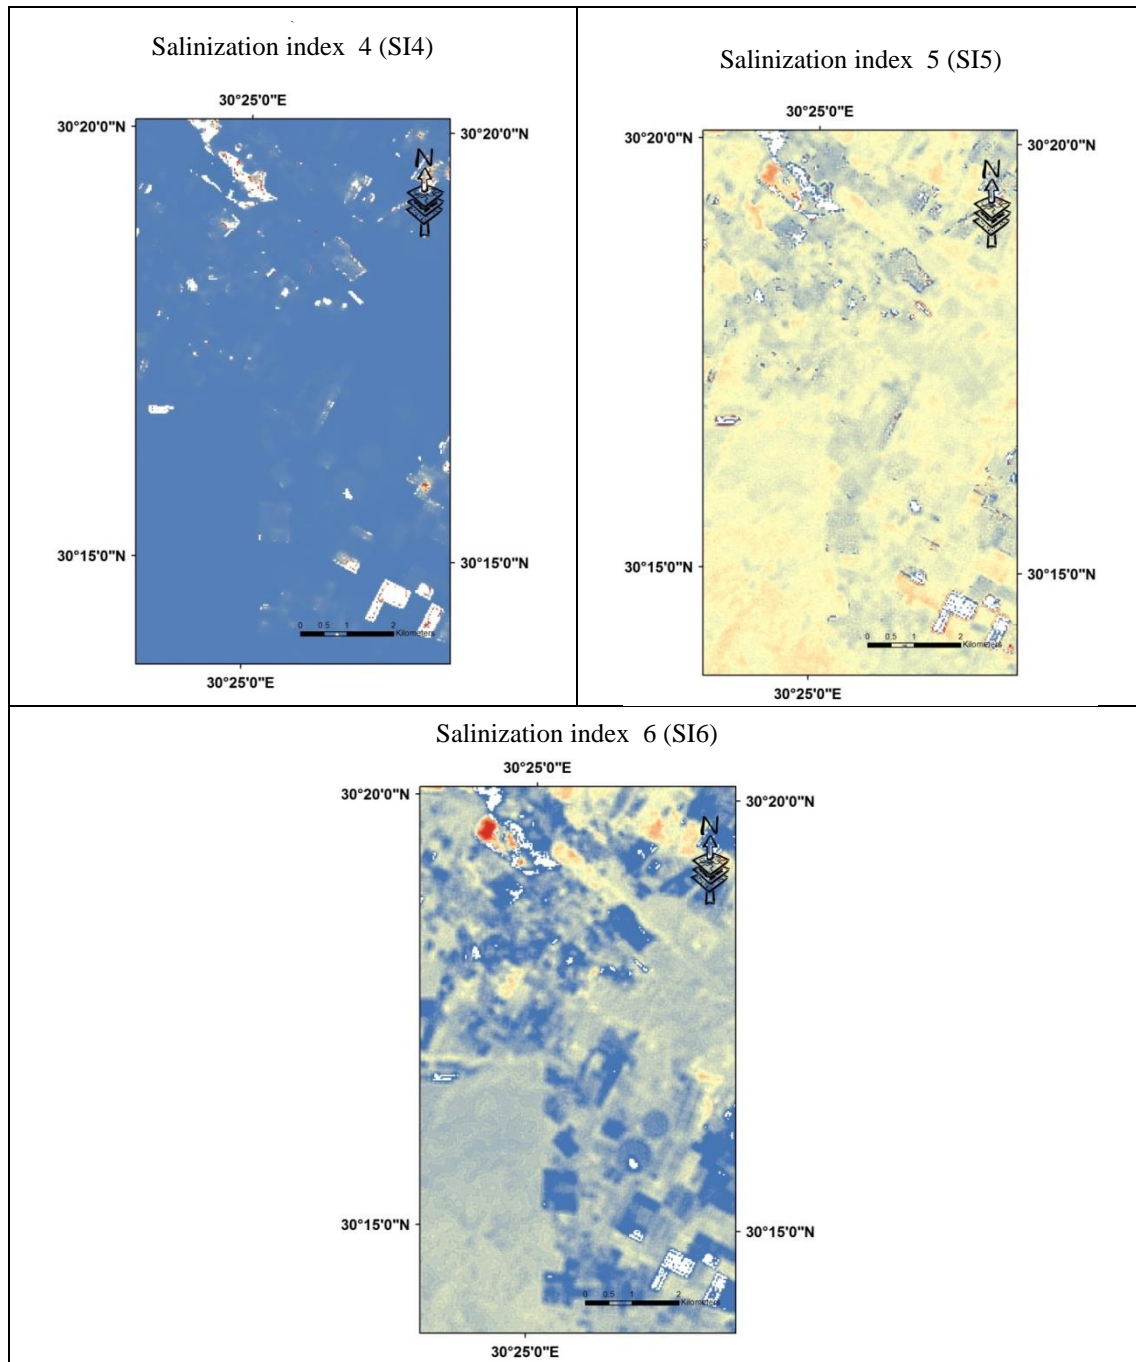 Salinization index  4 (SI4)
30°25'0"E
30°20'0"N
30°20'0"N
N
30°15'0"N
30°15'0"N
0 0.5 1 2
Kilometers
30°25'0"E
Salinization index  5 (SI5)
30°25'0"E
30°20'0"N
30°20'0"N
N
30°15'0"N
30°15'0"N
0 0.5 1 2
Kilometers
30°25'0"E
Salinization index  6 (SI6)
30°25'0"E
30°20'0"N
30°20'0"N
N
30°15'0"N
30°15'0"N
0 0.5 1 2
Kilometers
30°25'0"E